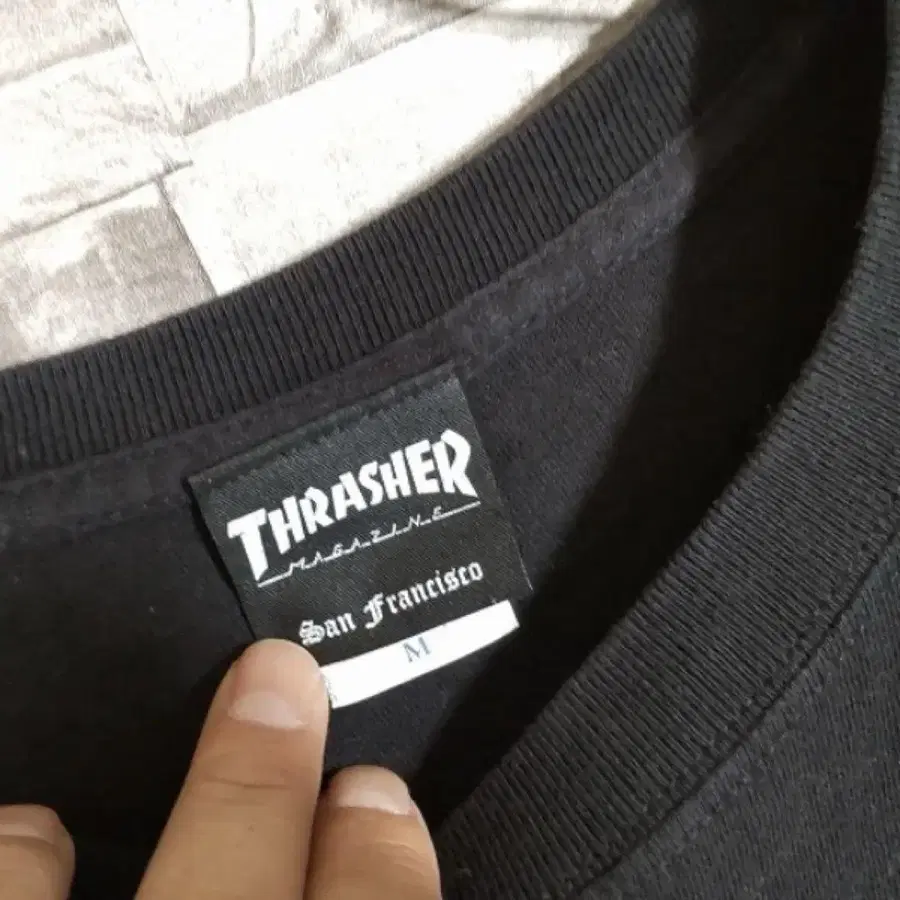 THRASHER
MAGAZINE
San Francisco
M